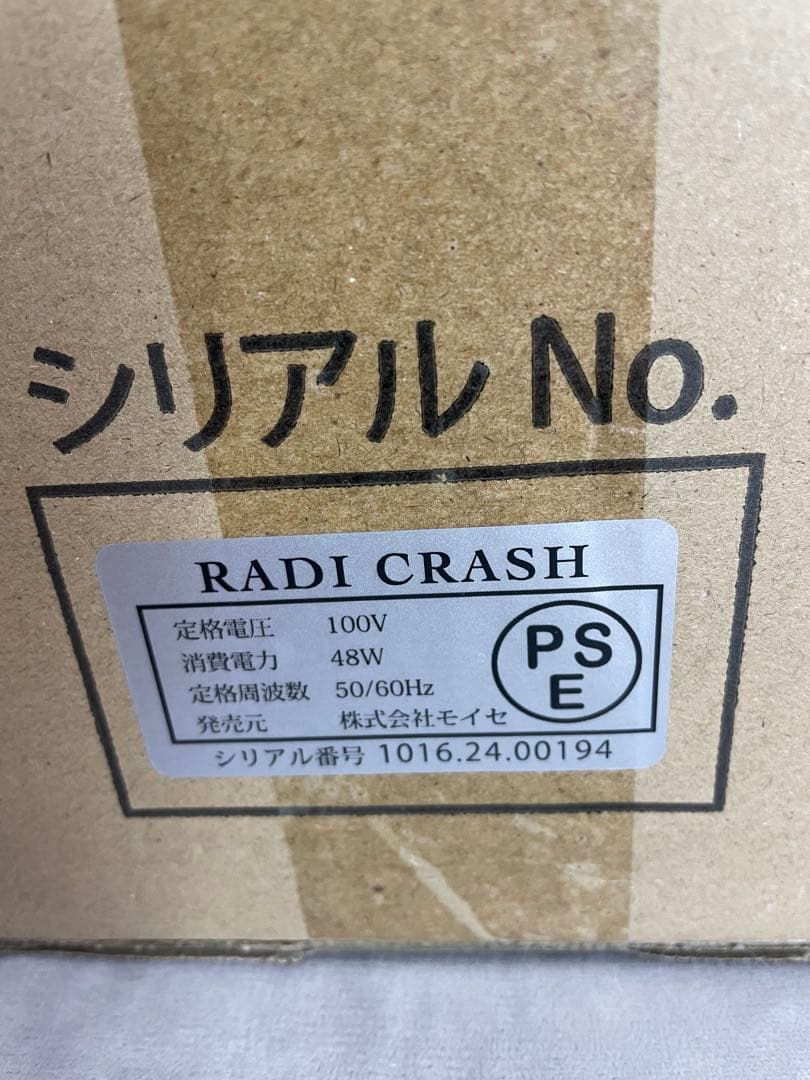 シリアル No.
RADI CRASH
定格電圧 100V
消費電力 48W
定格周波数 50/60Hz
発売元 株式会社モイセ
PS
E
シリアル番号 1016.24.00194